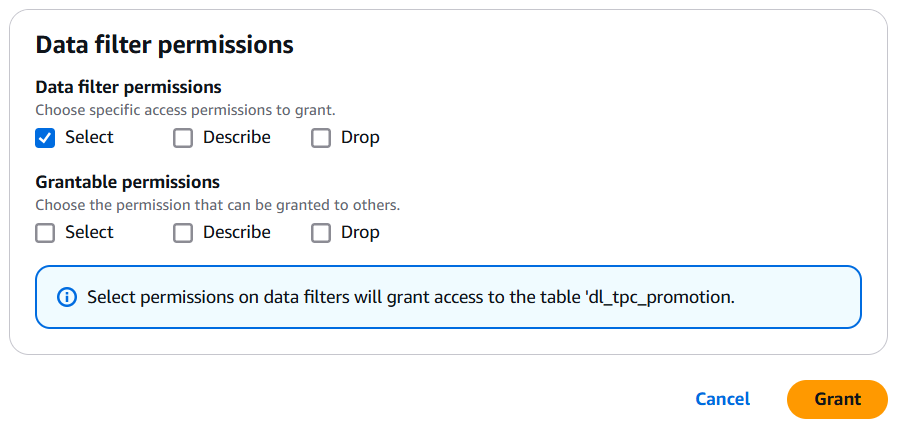 Data filter permissions
Data filter permissions
Choose specific access permissions to grant.
Select Describe Drop
Grantable permissions
Choose the permission that can be granted to others.
Select Describe Drop
Select permissions on data filters will grant access to the table 'dl_tpc_promotion.
Cancel Grant